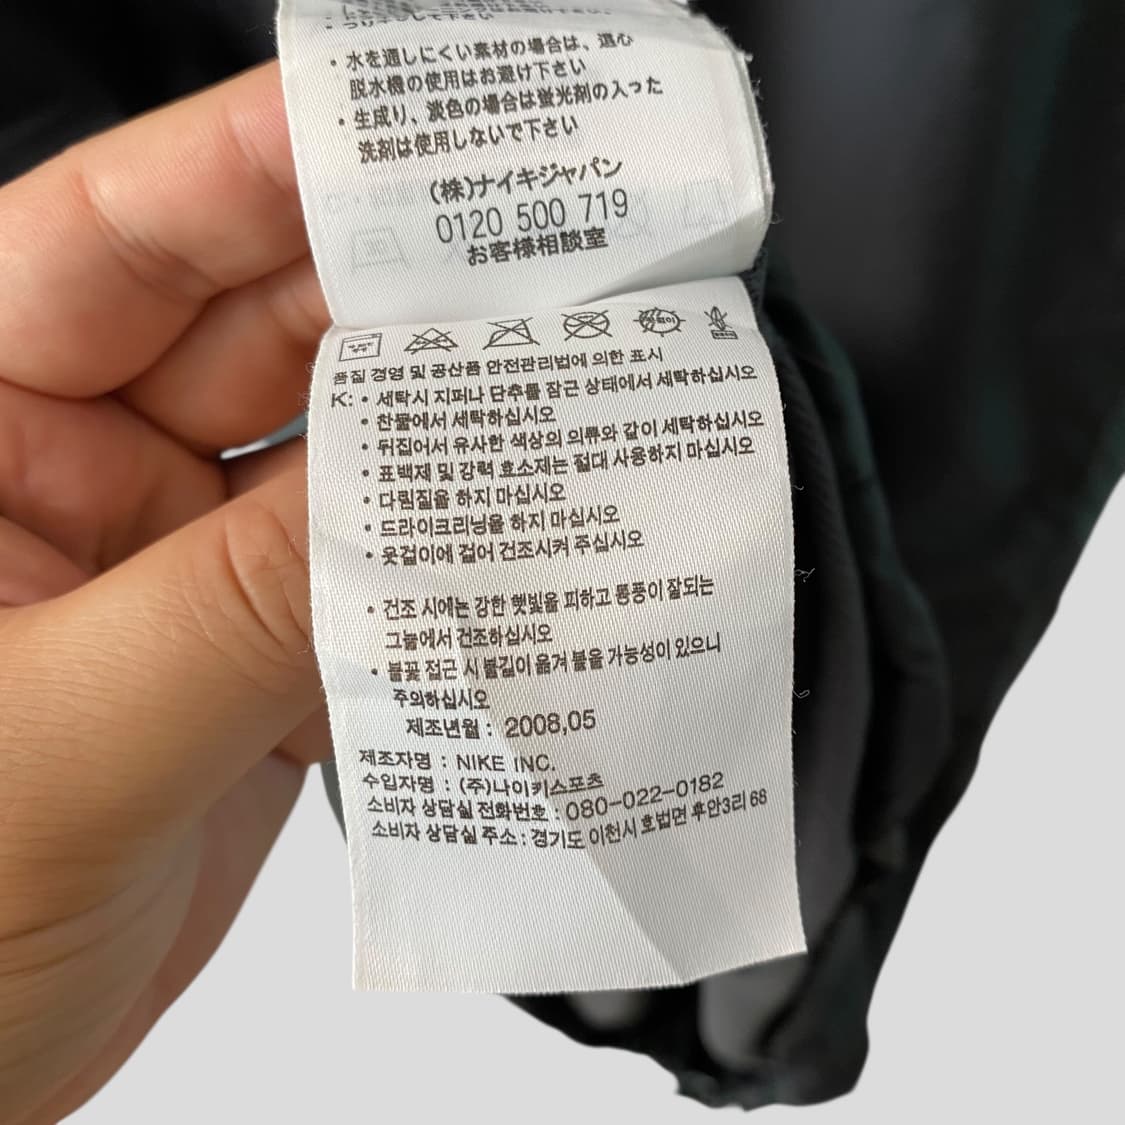 ・つり干しして下さい
・水を通しにくい素材の場合は、遠心
脱水機の使用はお避け下さい
・生成り、淡色の場合は蛍光剤の入った
洗剤は使用しないで下さい
(株)ナイキジャパン
0120 500 719
お客様相談室
품질 경영 및 공산품 안전관리법에 의한 표시
K: • 세탁시 지퍼나 단추를 잠근 상태에서 세탁하십시오
• 찬물에서 세탁하십시오
• 뒤집어서 유사한 색상의 의류와 같이 세탁하십시오
• 표백제 및 강력 효소제는 절대 사용하지 마십시오
• 다림질을 하지 마십시오
• 드라이크리닝을 하지 마십시오
• 옷걸이에 걸어 건조시켜 주십시오
• 건조 시에는 강한 햇빛을 피하고 통풍이 잘되는
그늘에서 건조하십시오
• 불꽃 접근 시 불길이 옮겨 붙을 가능성이 있으니
주의하십시오
제조년월 : 2008,05
제조자명 : NIKE INC.
수입자명 : (주)나이키스포츠
소비자 상담실 전화번호 : 080-022-0182
소비자 상담실 주소 : 경기도 이천시 호법면 후안3리 68